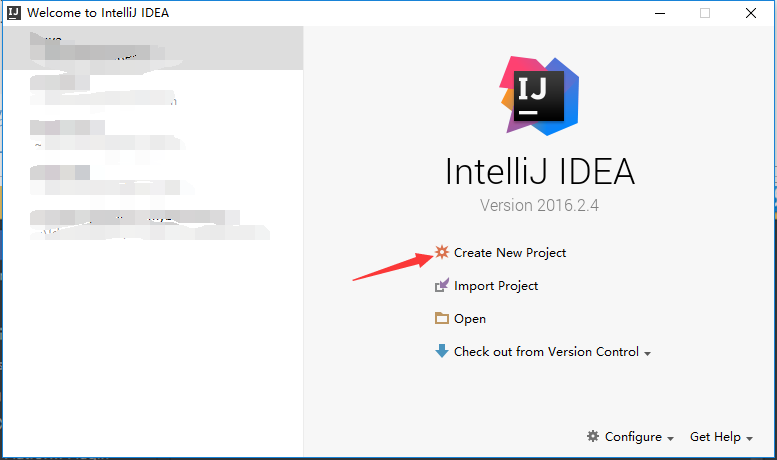 Welcome to IntelliJ IDEA
IJ
IntelliJ IDEA
Version 2016.2.4
Create New Project
Import Project
Open
Check out from Version Control
Configure
Get Help